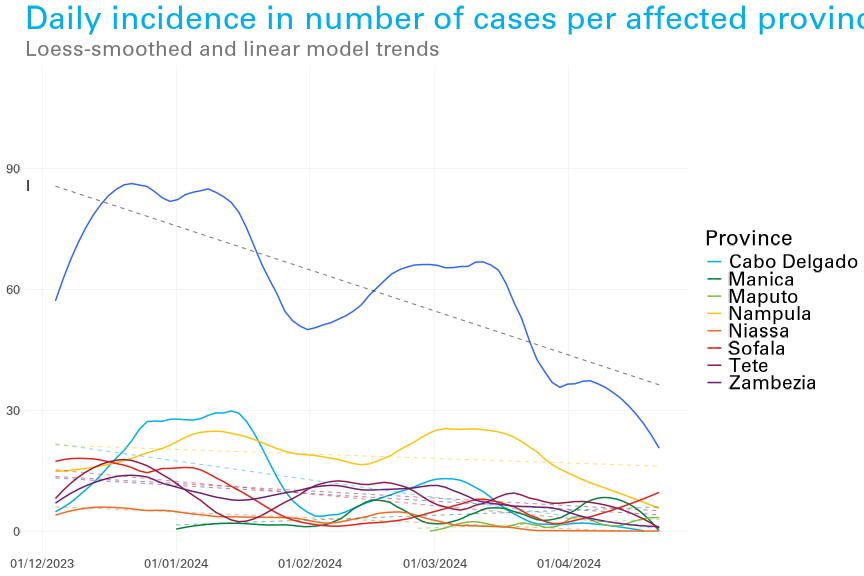 Daily incidence in number of cases per affected provinc
Loess-smoothed and linear model trends
90
60
30
0
01/12/2023
01/01/2024
01/02/2024
01/03/2024
01/04/2024
Province
Cabo Delgado
Manica
Maputo
Nampula
Niassa
Sofala
Tete
Zambezia